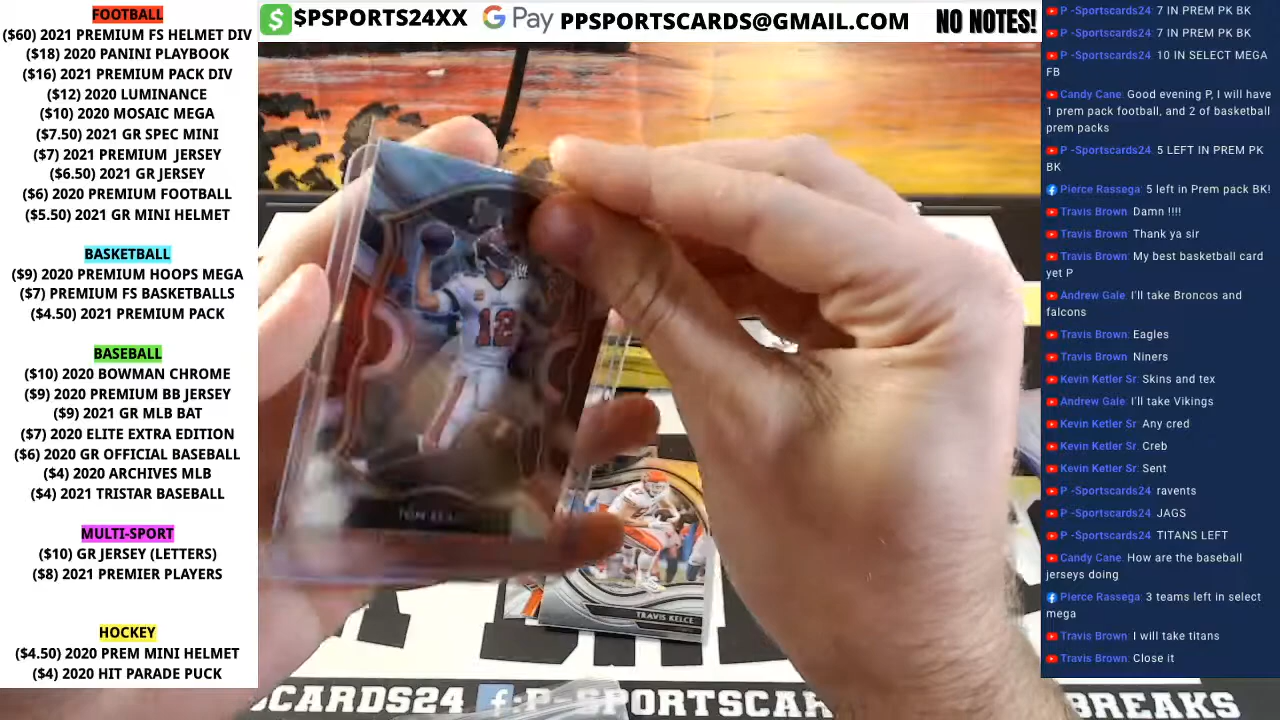 FOOTBALL
($60) 2021 PREMIUM FS HELMET DIV
($18) 2020 PANINI PLAYBOOK
($16) 2021 PREMIUM PACK DIV
($12) 2020 LUMINANCE
($10) 2020 MOSAIC MEGA
($7.50) 2021 GR SPEC MINI
($7) 2021 PREMIUM JERSEY
($6.50) 2021 GR JERSEY
($6) 2020 PREMIUM FOOTBALL
($5.50) 2021 GR MINI HELMET
BASKETBALL
($9) 2020 PREMIUM HOOPS MEGA
($7) PREMIUM FS BASKETBALLS
($4.50) 2021 PREMIUM PACK
BASEBALL
($10) 2020 BOWMAN CHROME
($9) 2020 PREMIUM BB JERSEY
($9) 2021 GR MLB BAT
($7) 2020 ELITE EXTRA EDITION
($6) 2020 GR OFFICIAL BASEBALL
($4) 2020 ARCHIVES MLB
($4) 2021 TRISTAR BASEBALL
MULTI-SPORT
($10) GR JERSEY (LETTERS)
($8) 2021 PREMIER PLAYERS
HOCKEY
($4.50) 2020 PREM MINI HELMET
($4) 2020 HIT PARADE PUCK
$PSPORTS24XX G Pay PPSPORTSCARDS@GMAIL.COM NO NOTES!
12
TOM
TRAVIS KELCE
SCARDS24 f:P-SPORTSCAR BREAKS
P -Sportscards24 7 IN PREM PK BK
P -Sportscards24 7 IN PREM PK BK
P -Sportscards24 10 IN SELECT MEGA
FB
Candy Cane: Good evening P, I will have
1 prem pack football, and 2 of basketball
prem packs
P -Sportscards24 5 LEFT IN PREM PK
BK
Pierce Rassega: 5 left in Prem pack BK!
Travis Brown: Damn !!!!
Travis Brown: Thank ya sir
Travis Brown: My best basketball card
yet P
Andrew Gale: I'll take Broncos and
falcons
Travis Brown: Eagles
Travis Brown: Niners
Kevin Ketler Sr: Skins and tex
Andrew Gale: I'll take Vikings
Kevin Ketler Sr: Any cred
Kevin Ketler Sr: Creb
Kevin Ketler Sr: Sent
P -Sportscards24 ravents
P -Sportscards24 JAGS
P -Sportscards24 TITANS LEFT
Candy Cane: How are the baseball
jerseys doing
Pierce Rassega: 3 teams left in select
mega
Travis Brown: I will take titans
Travis Brown: Close it